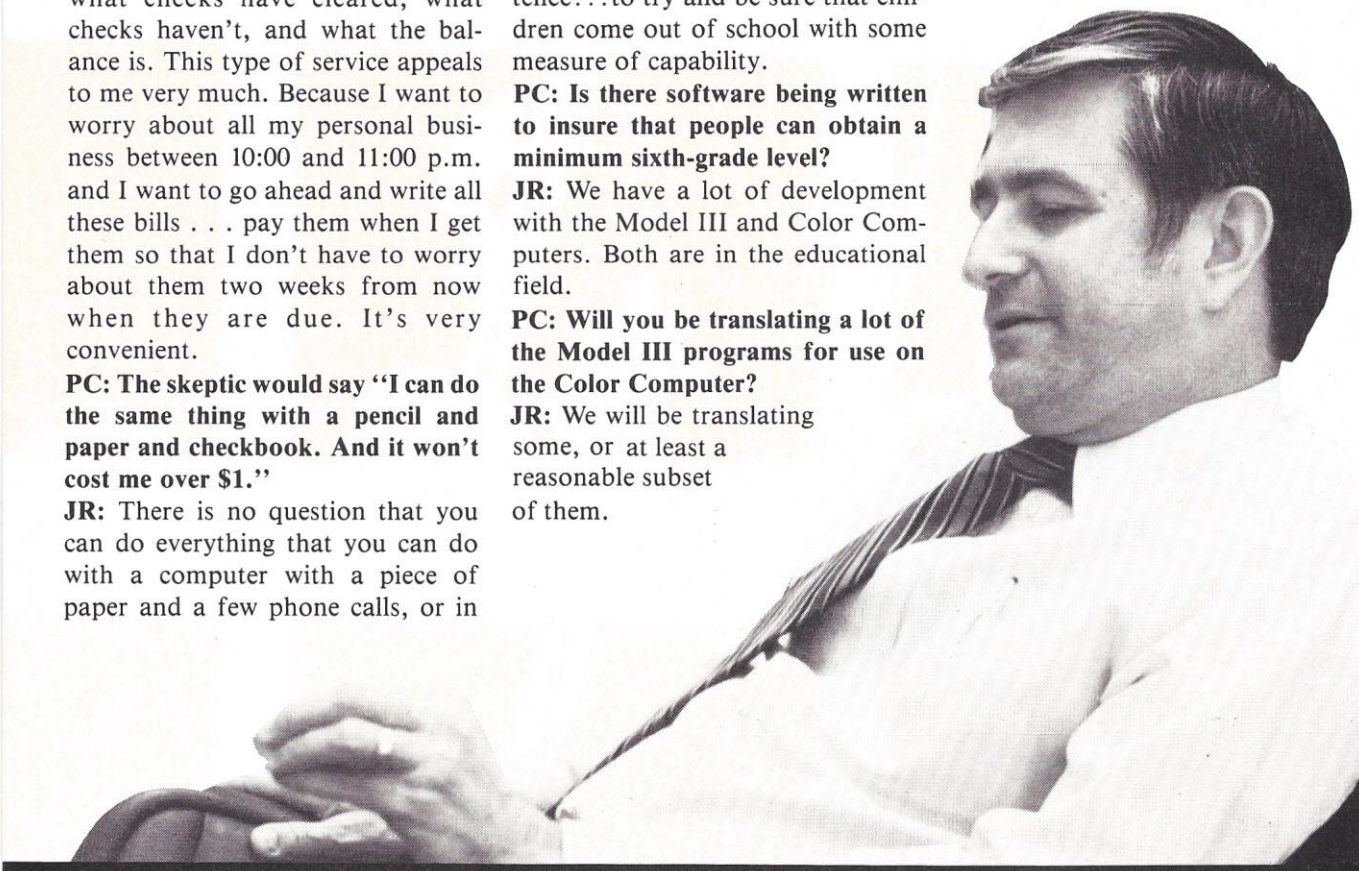 what checks have cleared, what
checks haven't, and what the bal-
ance is. This type of service appeals
to me very much. Because I want to
worry about all my personal busi-
ness between 10:00 and 11:00 p.m.
and I want to go ahead and write all
these bills . . . pay them when I get
them so that I don't have to worry
about them two weeks from now
when they are due. It's very
convenient.
PC: The skeptic would say “I can do
the same thing with a pencil and
paper and checkbook. And it won't
cost me over $1.”
JR: There is no question that you
can do everything that you can do
with a computer with a piece of
paper and a few phone calls, or in
tence. . .to try and be sure that chil-
dren come out of school with some
measure of capability.
PC: Is there software being written
to insure that people can obtain a
minimum sixth-grade level?
JR: We have a lot of development
with the Model III and Color Com-
puters. Both are in the educational
field.
PC: Will you be translating a lot of
the Model III programs for use on
the Color Computer?
JR: We will be translating
some, or at least a
reasonable subset
of them.